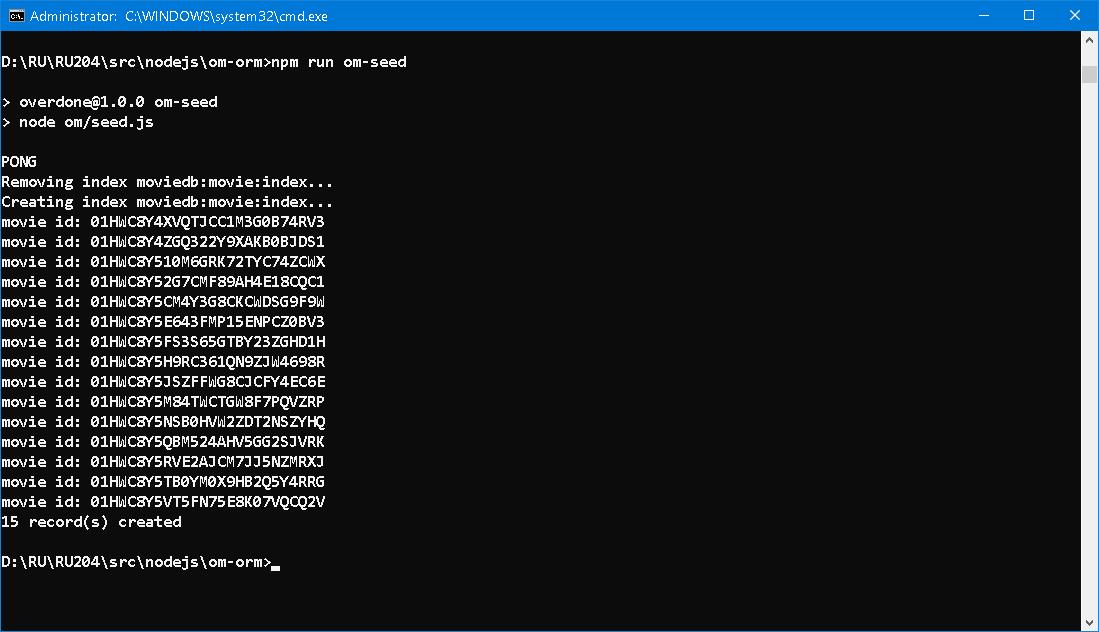 Administrator: C:\WINDOWS\system32\cmd.exe
D:\RU\RU204\src\nodejs\om-orm>npm run om-seed
> overdone@1.0.0 om-seed
> node om/seed.js
PONG
Removing index moviedb:movie:index...
Creating index moviedb:movie:index...
movie id: 01HWC8Y4XVQTJCC1M3G0B74RV3
movie id: 01HWC8Y4ZGQ322Y9XAKB0BJDS1
movie id: 01HWC8Y510M6GRK72TYC74ZCWX
movie id: 01HWC8Y52G7CMF89AH4E18CQC1
movie id: 01HWC8Y5CM4Y3G8CKCWDSG9F9W
movie id: 01HWC8Y5E643FMP15ENPCZ0BV3
movie id: 01HWC8Y5FS3S65GTBY23ZGHD1H
movie id: 01HWC8Y5H9RC361QN9ZJW4698R
movie id: 01HWC8Y5JSZFFWG8CJCFY4EC6E
movie id: 01HWC8Y5M84TWCTGW8F7PQVZRP
movie id: 01HWC8Y5NSB0HVW2ZDT2NSZYHQ
movie id: 01HWC8Y5QBM524AHV5GG2SJVRK
movie id: 01HWC8Y5RVE2AJCM7JJ5NZMRXJ
movie id: 01HWC8Y5TB0YM0X9HB2Q5Y4RRG
movie id: 01HWC8Y5VT5FN75E8K07VQCQ2V
15 record(s) created
D:\RU\RU204\src\nodejs\om-orm>